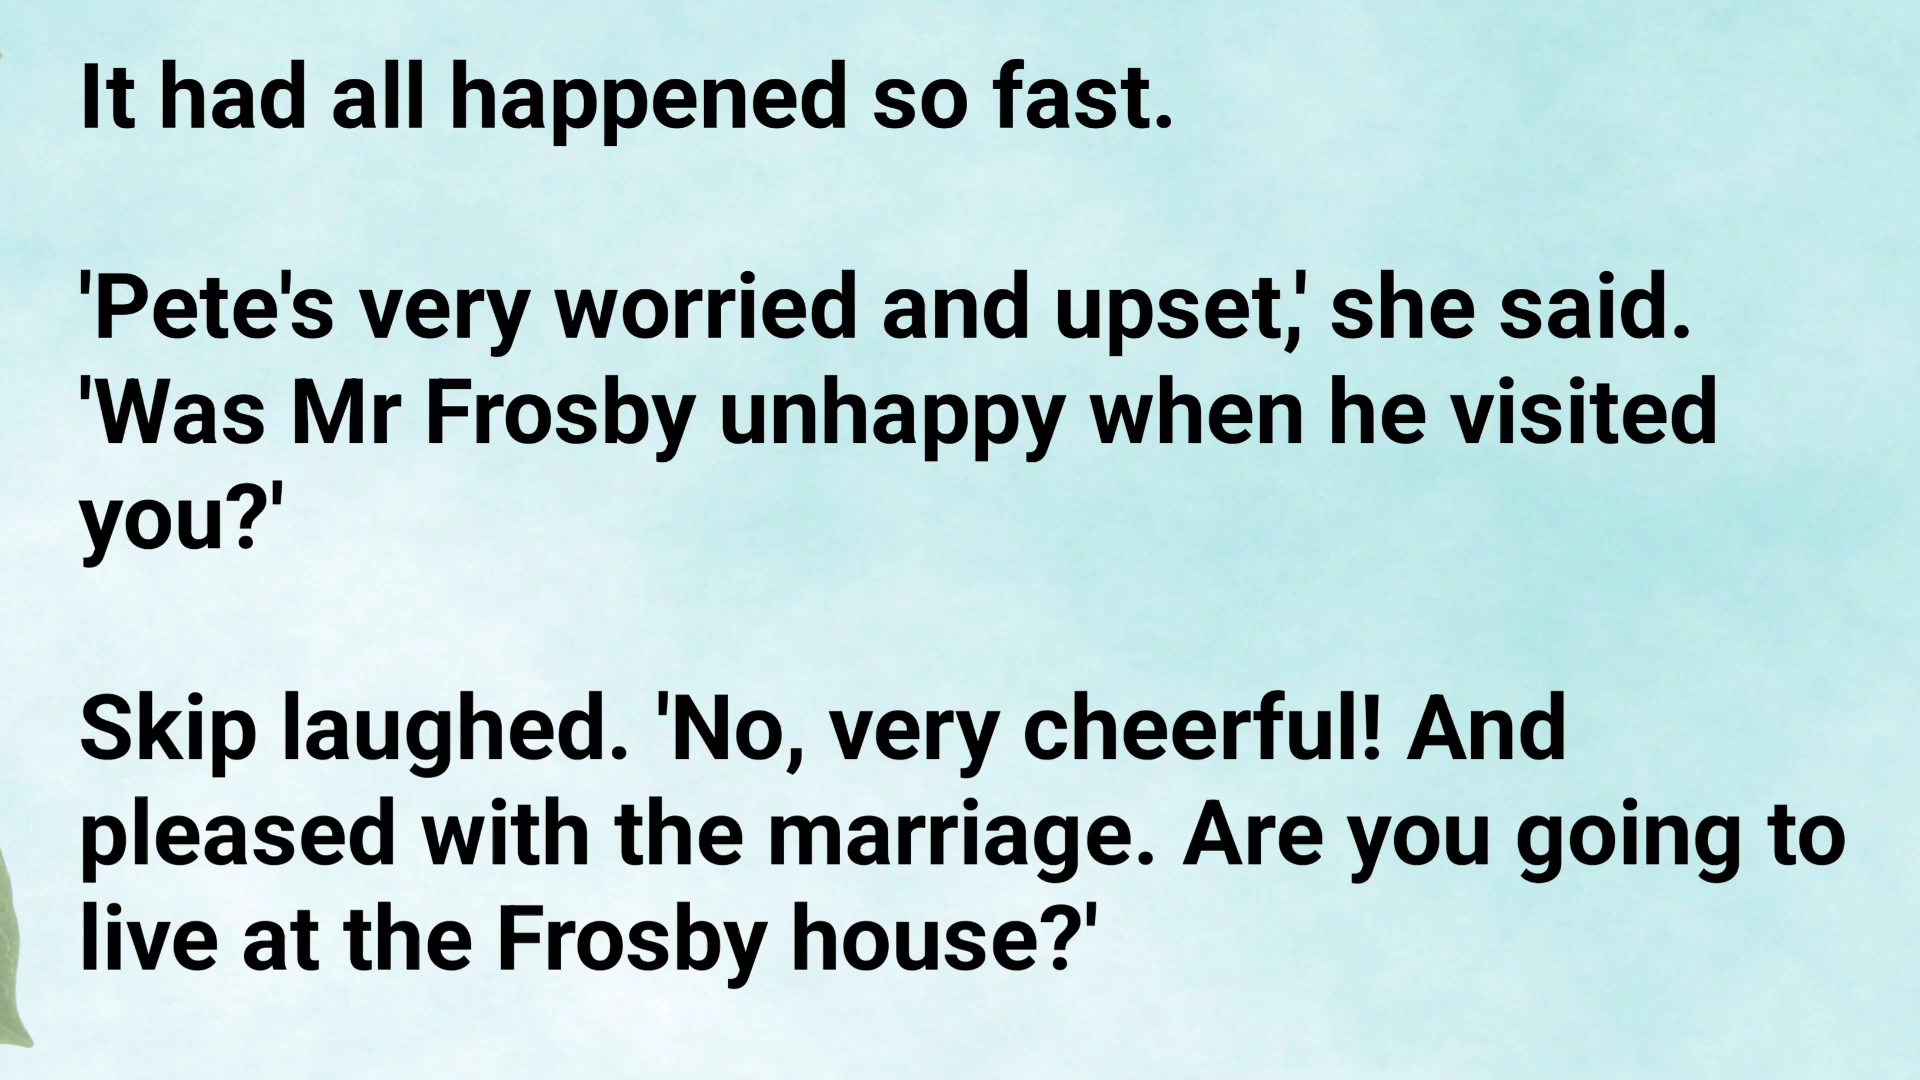 It had all happened so fast.
'Pete's very worried and upset,' she said.
'Was Mr Frosby unhappy when he visited
you?'
Skip laughed. 'No, very cheerful! And
pleased with the marriage. Are you going to
live at the Frosby house?'